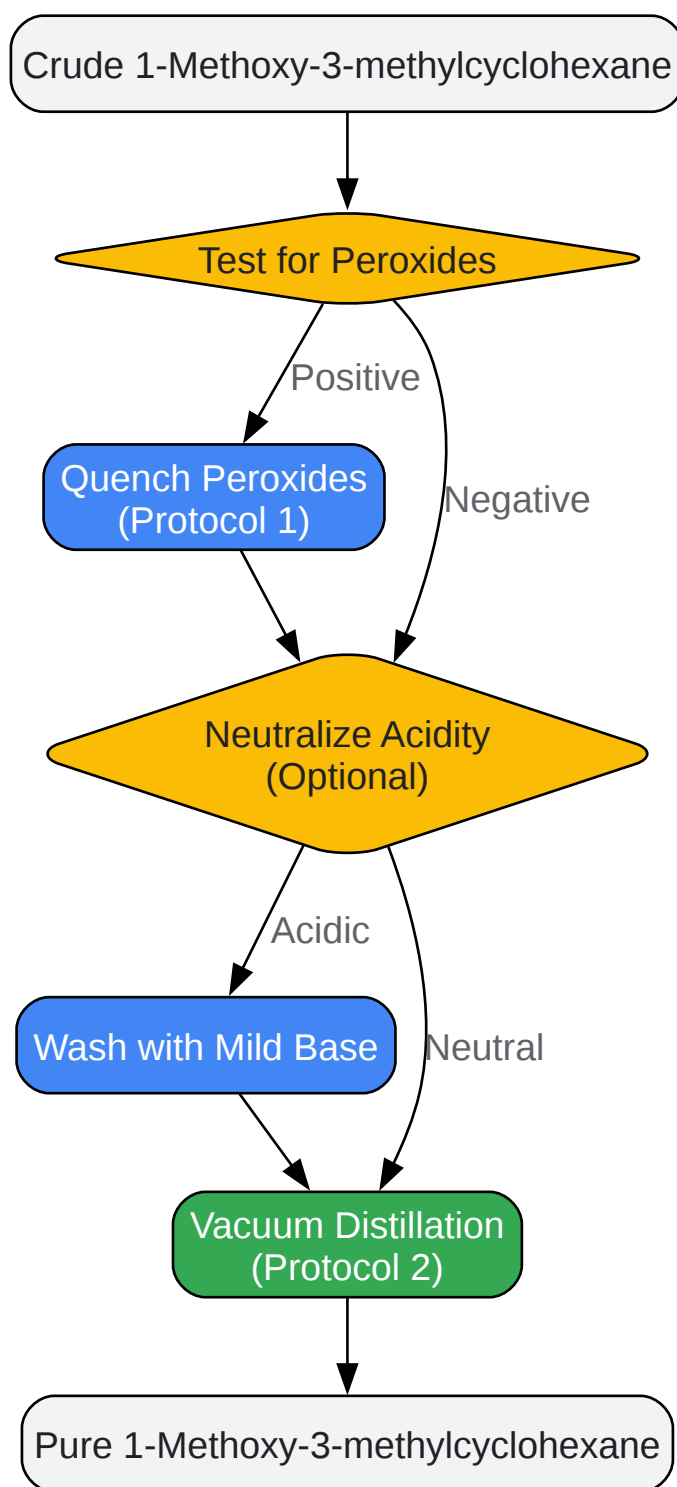 Crude 1-Methoxy-3-methylcyclohexane
Test for Peroxides
Positive
Quench Peroxides
(Protocol 1)
Negative
Neutralize Acidity
(Optional)
Acidic
Wash with Mild Base
Neutral
Vacuum Distillation
(Protocol 2)
Pure 1-Methoxy-3-methylcyclohexane